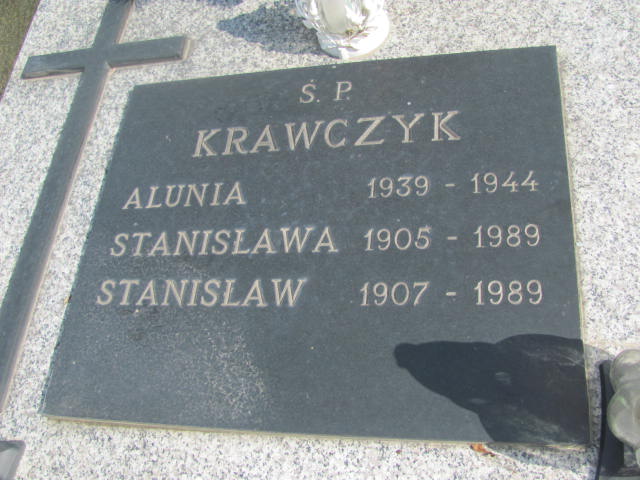 Ś. P.
KRAWCZYK
ALUNIA 1939 - 1944
STANISŁAWA 1905 - 1989
STANISŁAW 1907 - 1989